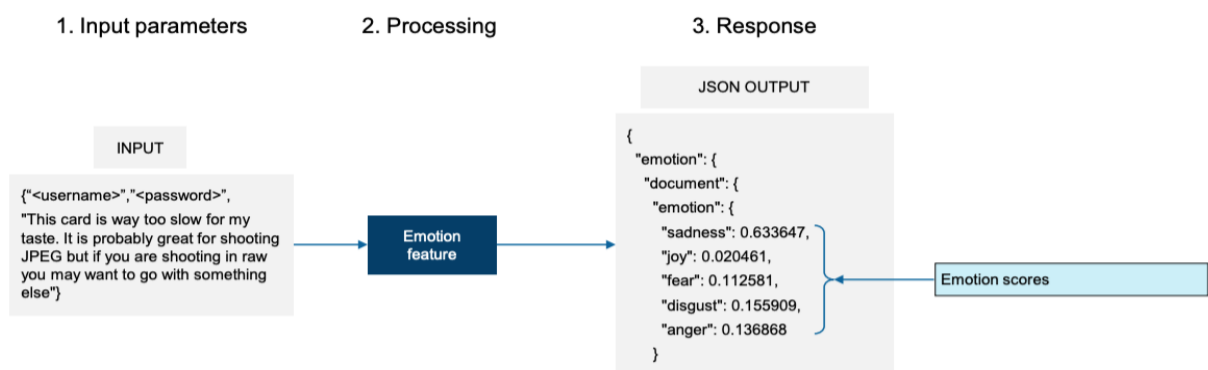 1. Input parameters
2. Processing
3. Response
JSON OUTPUT
INPUT
{“<username>”,”<password>”,
"This card is way too slow for my
taste. It is probably great for shooting
JPEG but if you are shooting in raw
you may want to go with something
else"}
Emotion
feature
{
"emotion": {
"document": {
"emotion": {
"sadness": 0.633647,
"joy": 0.020461,
"fear": 0.112581,
"disgust": 0.155909,
"anger": 0.136868
}
Emotion scores